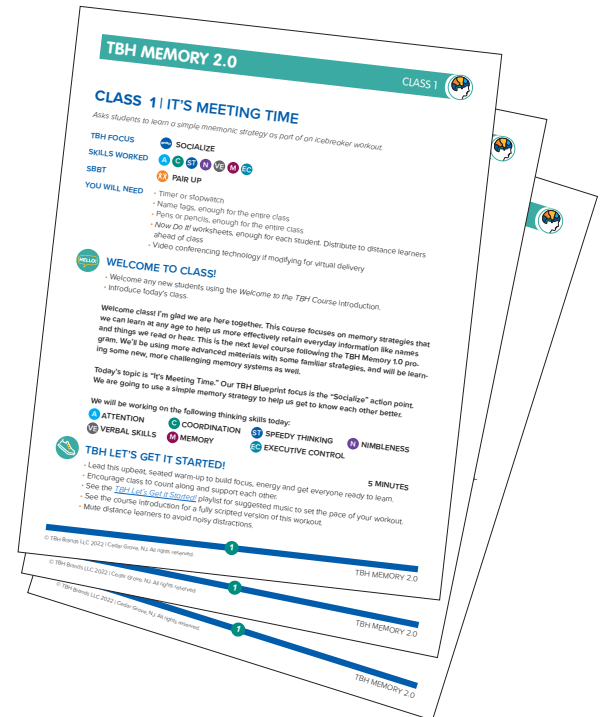 TBH MEMORY 2.0
CLASS 1
CLASS 1 | IT'S MEETING TIME
Asks students to learn a simple mnemonic strategy as part of an icebreaker workout.
TBH FOCUS
SOCIALIZE
SKILLS WORKED
A C ST N VE M EC
SBBT
XX PAIR UP
YOU WILL NEED
• Timer or stopwatch
• Name tags, enough for the entire class
• Pens or pencils, enough for the entire class
• Now Do It! worksheets, enough for each student. Distribute to distance learners
ahead of class
• Video conferencing technology if modifying for virtual delivery
HELLO!
WELCOME TO CLASS!
• Welcome any new students using the Welcome to the TBH Course introduction.
• Introduce today's class.
Welcome class! I'm glad we are here together. This course focuses on memory strategies that
we can learn at any age to help us more effectively retain everyday information like names
and things we read or hear. This is the next level course following the TBH Memory 1.0 pro-
gram. We'll be using more advanced materials with some familiar strategies, and will be learn-
ing some new, more challenging memory systems as well.
Today's topic is "It's Meeting Time." Our TBH Blueprint focus is the "Socialize" action point.
We are going to use a simple memory strategy to help us get to know each other better.
We will be working on the following thinking skills today:
A ATTENTION C COORDINATION ST SPEEDY THINKING N NIMBLENESS
VE VERBAL SKILLS M MEMORY EC EXECUTIVE CONTROL
TBH LET'S GET IT STARTED!
5 MINUTES
• Lead this upbeat, seated warm-up to build focus, energy and get everyone ready to learn.
• Encourage class to count along and support each other.
• See the TBH Let's Get It Started! playlist for suggested music to set the pace of your workout.
• See the course introduction for a fully scripted version of this workout.
• Mute distance learners to avoid noisy distractions.
© TBH Brands LLC 2022 | Cedar Grove, NJ. All rights reserved.
1
TBH MEMORY 2.0
© TBH Brands LLC 2022 | Cedar Grove, NJ. All rights reserved.
1
TBH MEMORY 2.0
© TBH Brands LLC 2022 | Cedar Grove, NJ. All rights reserved.
1
TBH MEMORY 2.0